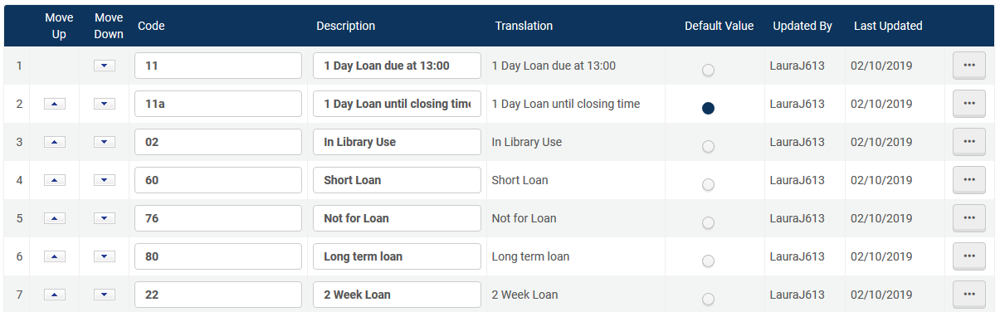 Move Up Move Down Code Description Translation Default Value Updated By Last Updated
1 11 1 Day Loan due at 13:00 1 Day Loan due at 13:00 LauraJ613 02/10/2019 ...
2 11a 1 Day Loan until closing time 1 Day Loan until closing time LauraJ613 02/10/2019 ...
3 02 In Library Use In Library Use LauraJ613 02/10/2019 ...
4 60 Short Loan Short Loan LauraJ613 02/10/2019 ...
5 76 Not for Loan Not for Loan LauraJ613 02/10/2019 ...
6 80 Long term loan Long term loan LauraJ613 02/10/2019 ...
7 22 2 Week Loan 2 Week Loan LauraJ613 02/10/2019 ...